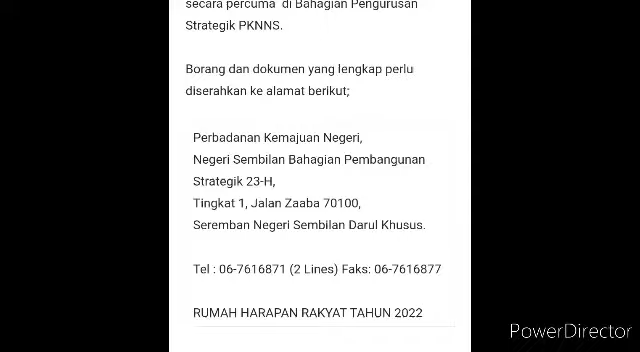 secara percuma di Bahagian Pengurusan
Strategik PKNNS.
Borang dan dokumen yang lengkap perlu
diserahkan ke alamat berikut;
Perbadanan Kemajuan Negeri,
Negeri Sembilan Bahagian Pembangunan
Strategik 23-H,
Tingkat 1, Jalan Zaaba 70100,
Seremban Negeri Sembilan Darul Khusus.
Tel : 06-7616871 (2 Lines) Faks: 06-7616877
RUMAH HARAPAN RAKYAT TAHUN 2022
PowerDirector